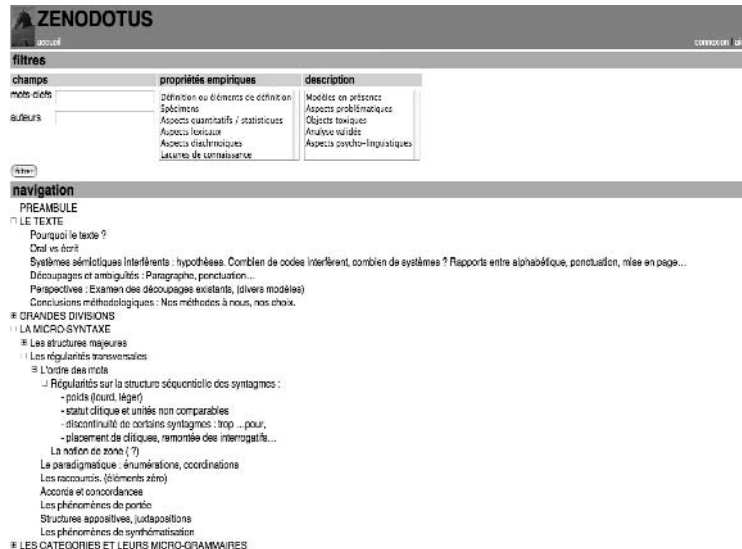 ZENODOTUS
accueil
connexion | ai
filtres
champs propriétés empiriques description
mots-clefs
auteurs
Définition ou éléments de définition
Spécimens
Aspects quantitatifs / statistiques
Aspects lexicaux
Aspects diachroniques
Lacunes de connaissance
Modèles en présence
Aspects problématiques
Objects toxiques
Analyse validée
Aspects psycho-linguistiques
filtrer
navigation
PREAMBULE
LE TEXTE
Pourquoi le texte ?
Oral vs écrit
Systèmes sémiotiques interférents : hypothèses. Combien de codes interfèrent, combien de systèmes ? Rapports entre alphabétique, ponctuation, mise en page...
Découpages et ambiguités : Paragraphe, ponctuation...
Perspectives : Examen des découpages existants, (divers modèles)
Conclusions méthodologiques : Nos méthodes à nous, nos choix.
GRANDES DIVISIONS
LA MICRO-SYNTAXE
Les structures majeures
Les régularités transversales
L'ordre des mots
Régularités sur la structure séquentielle des syntagmes :
- poids (lourd, léger)
- statut clitique et unités non comparables
- discontinuité de certains syntagmes : trop ...pour,
- placement de clitiques, remontée des interrogatifs...
La notion de zone ( ?)
Le paradigmatique : énumérations, coordinations
Les raccourcis. (éléments zéro)
Accords et concordances
Les phénomènes de portée
Structures appositives, juxtapositions
Les phénomènes de synthématisation
LES CATEGORIES ET LEURS MICRO-GRAMMAIRES